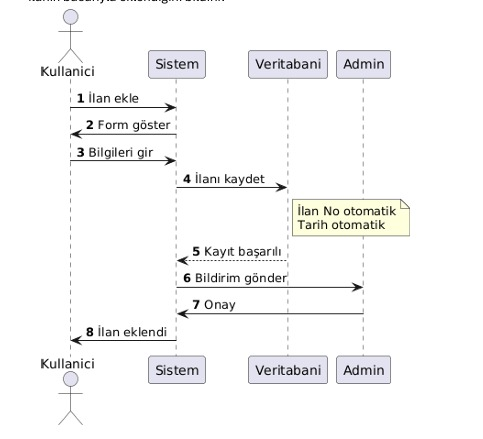 Kullanici
Sistem
Veritabani
Admin
1 İlan ekle
2 Form göster
3 Bilgileri gir
4 İlanı kaydet
İlan No otomatik
Tarih otomatik
5 Kayıt başarılı
6 Bildirim gönder
7 Onay
8 İlan eklendi
Kullanici
Sistem
Veritabani
Admin